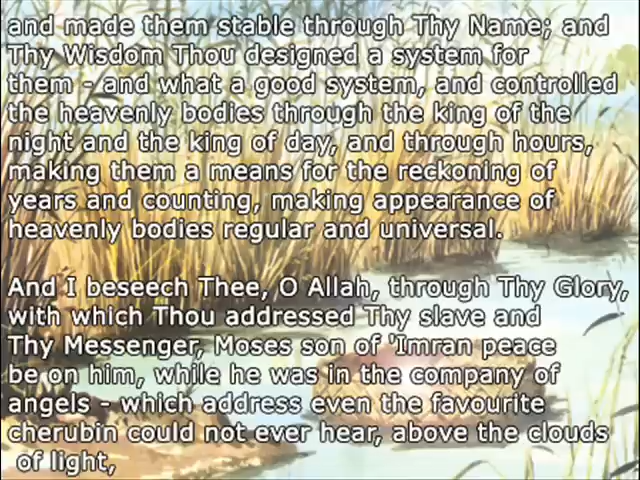 and made them stable through Thy Name; and
Thy Wisdom Thou designed a system for
them - and what a good system, and controlled
the heavenly bodies through the king of the
night and the king of day, and through hours,
making them a means for the reckoning of
years and counting, making appearance of
heavenly bodies regular and universal.
And I beseech Thee, O Allah, through Thy Glory,
with which Thou addressed Thy slave and
Thy Messenger, Moses son of 'Imran peace
be on him, while he was in the company of
angels - which address even the favourite
cherubin could not ever hear, above the clouds
of light,